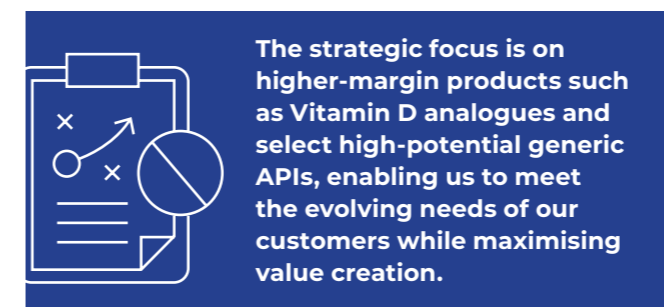 The strategic focus is on
higher-margin products such
as Vitamin D analogues and
select high-potential generic
APIs, enabling us to meet
the evolving needs of our
customers while maximising
value creation.